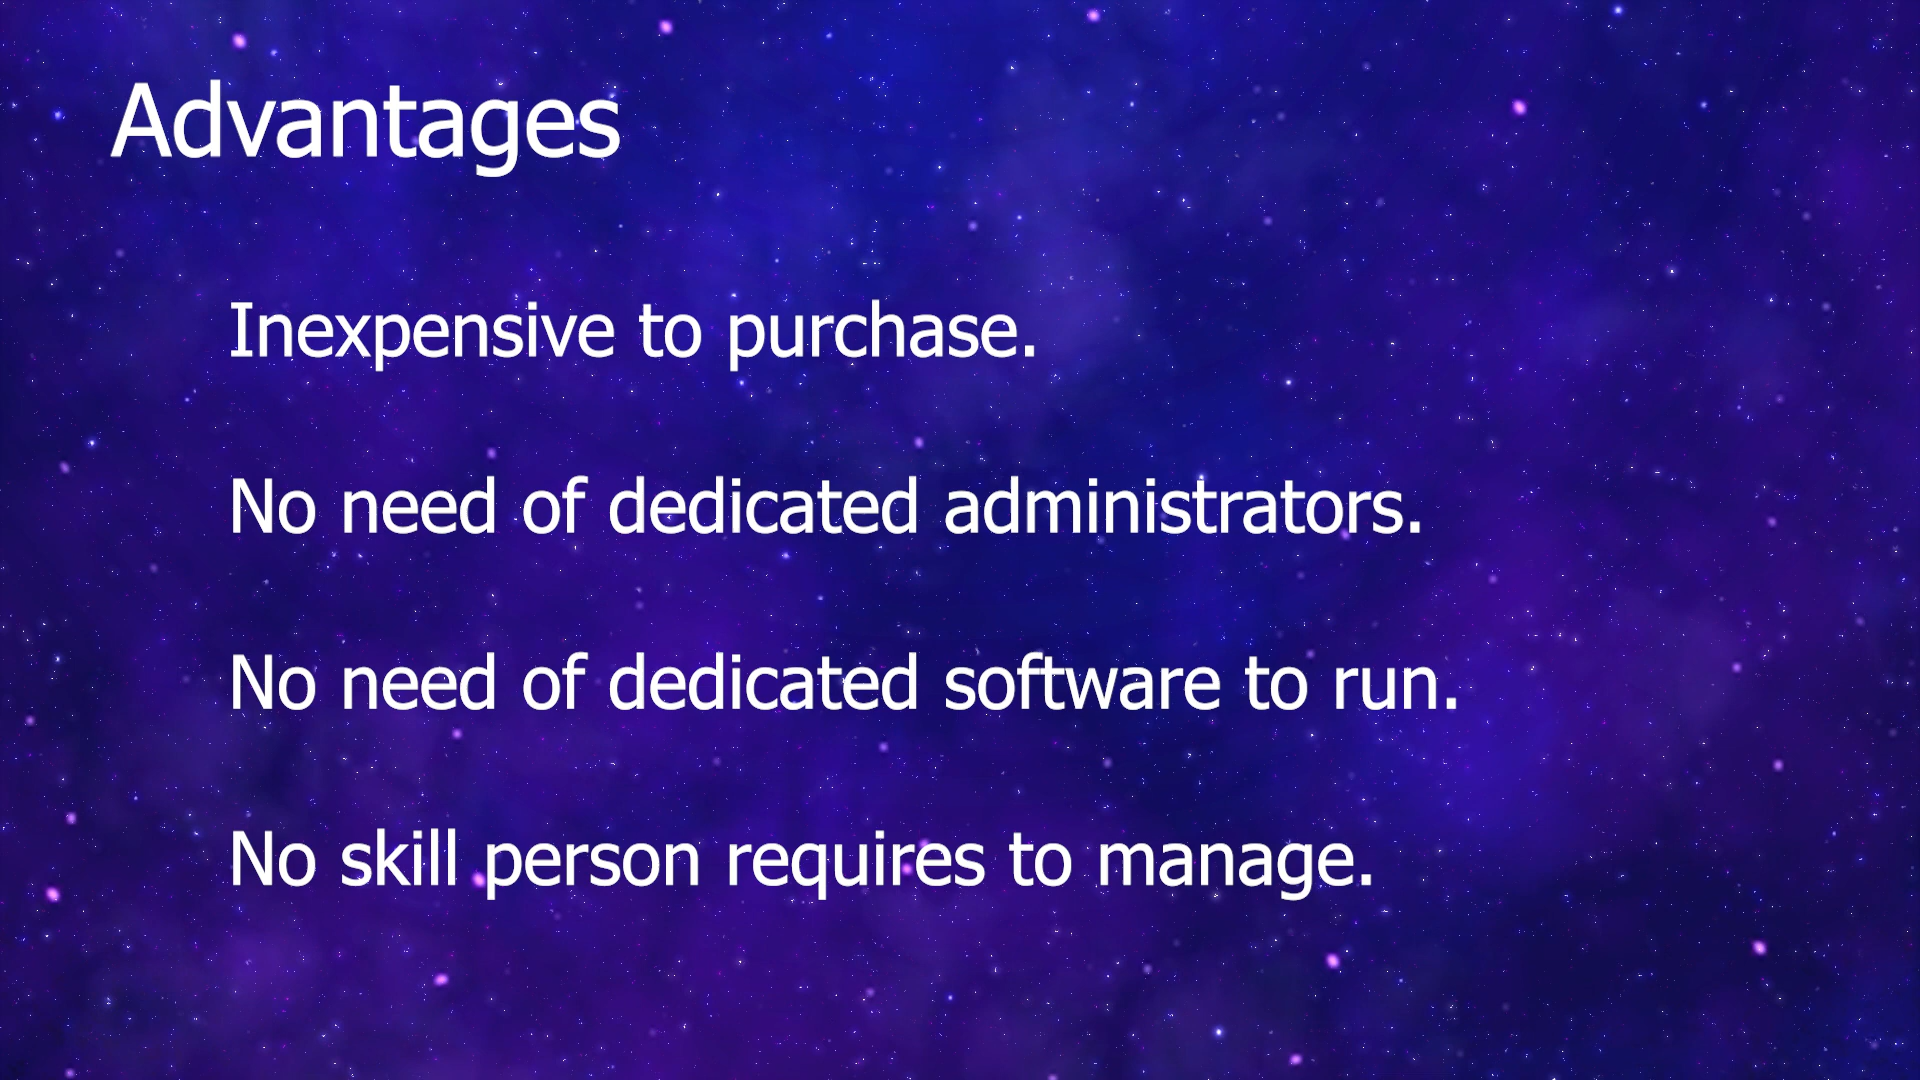 Advantages
Inexpensive to purchase.
No need of dedicated administrators.
No need of dedicated software to run.
No skill person requires to manage.